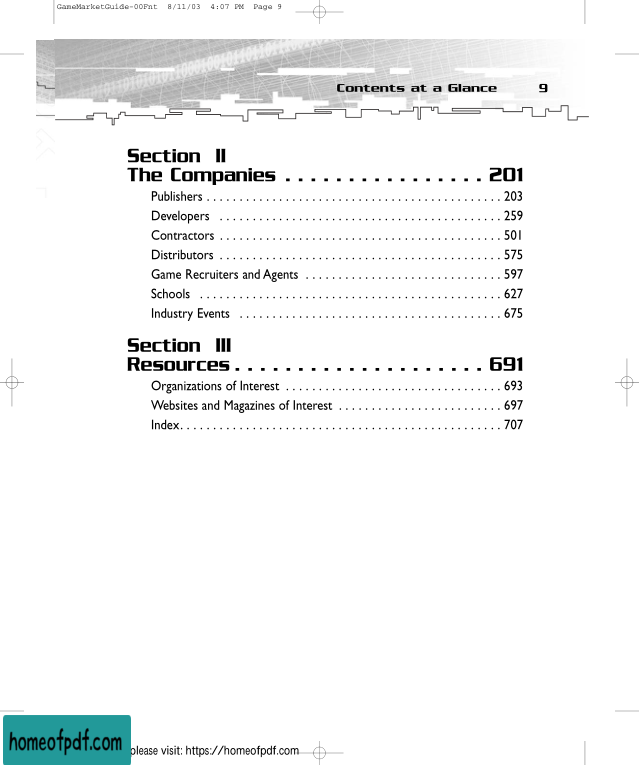 GameMarketGuide-00Fnt 8/11/03 4:07 PM Page 9
Contents at a Glance 9
Section II
The Companies . . . . . . . . . . . . . . . . 201
Publishers . . . . . . . . . . . . . . . . . . . . . . . . . . . . . . . . . . . . . . . . . . . . . 203
Developers . . . . . . . . . . . . . . . . . . . . . . . . . . . . . . . . . . . . . . . . . . . 259
Contractors . . . . . . . . . . . . . . . . . . . . . . . . . . . . . . . . . . . . . . . . . . . 501
Distributors . . . . . . . . . . . . . . . . . . . . . . . . . . . . . . . . . . . . . . . . . . . 575
Game Recruiters and Agents . . . . . . . . . . . . . . . . . . . . . . . . . . . . . . 597
Schools . . . . . . . . . . . . . . . . . . . . . . . . . . . . . . . . . . . . . . . . . . . . . . 627
Industry Events . . . . . . . . . . . . . . . . . . . . . . . . . . . . . . . . . . . . . . . . 675
Section III
Resources . . . . . . . . . . . . . . . . . . . . 691
Organizations of Interest . . . . . . . . . . . . . . . . . . . . . . . . . . . . . . . . . 693
Websites and Magazines of Interest . . . . . . . . . . . . . . . . . . . . . . . . . 697
Index. . . . . . . . . . . . . . . . . . . . . . . . . . . . . . . . . . . . . . . . . . . . . . . . . 707
homeofpdf.com
please visit: https://homeofpdf.com